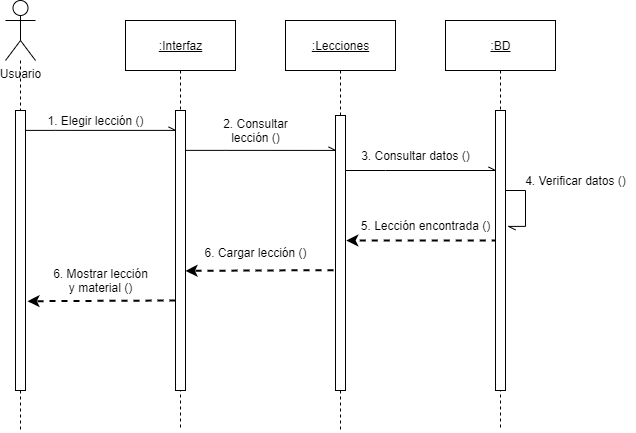 Usuario
:Interfaz
:Lecciones
:BD
1. Elegir lección ()
2. Consultar
lección ()
3. Consultar datos ()
4. Verificar datos ()
5. Lección encontrada ()
6. Cargar lección ()
6. Mostrar lección
y material ()